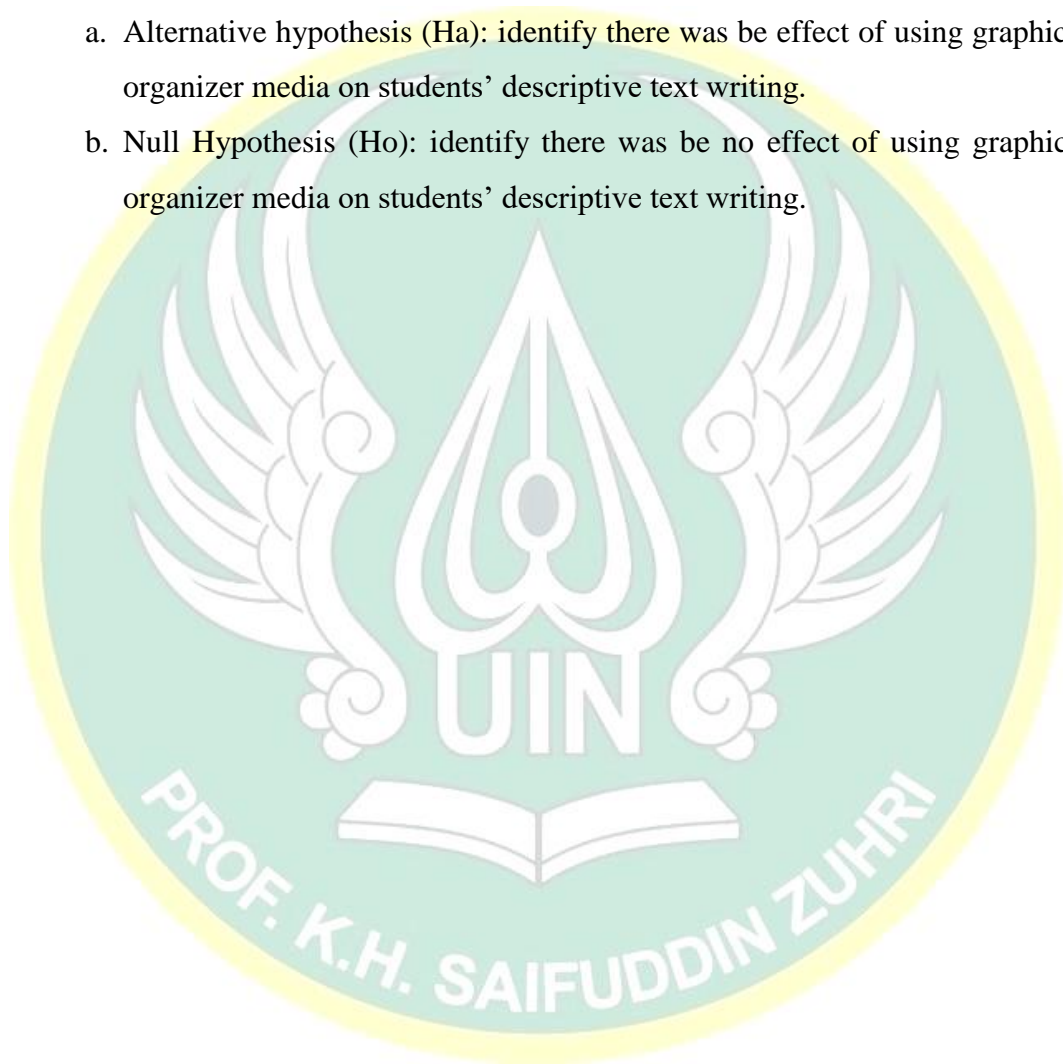 a. Alternative hypothesis (Ha): identify there was be effect of using graphic
organizer media on students’ descriptive text writing.
b. Null Hypothesis (Ho): identify there was be no effect of using graphic
organizer media on students’ descriptive text writing.
UIN
PROF. K.H. SAIFUDDIN ZUHRI